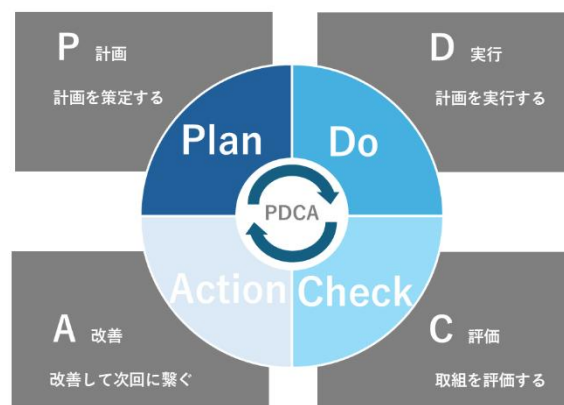 P 計画
計画を策定する
D 実行
計画を実行する
Plan
Do
PDCA
Action
Check
A 改善
改善して次回に繋ぐ
C 評価
取組を評価する